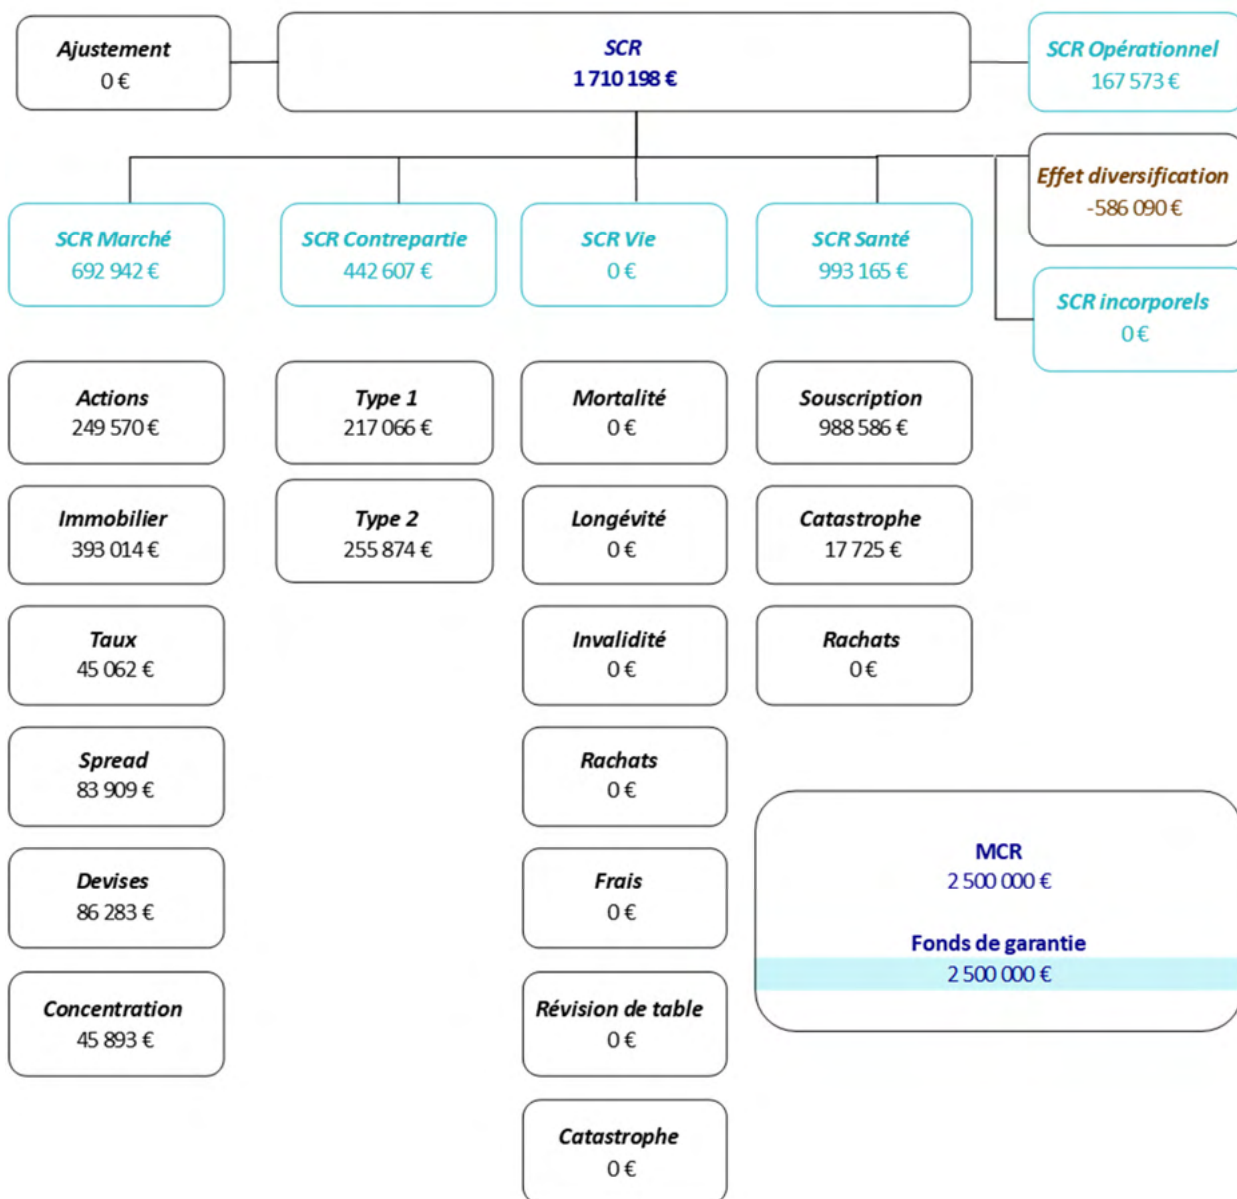 Ajustement
0 €
SCR
1 710 198 €
SCR Opérationnel
167 573 €
Effet diversification
-586 090 €
SCR Marché
692 942 €
SCR Contrepartie
442 607 €
SCR Vie
0 €
SCR Santé
993 165 €
SCR incorporels
0 €
Actions
249 570 €
Type 1
217 066 €
Mortalité
0 €
Souscription
988 586 €
Immobilier
393 014 €
Type 2
255 874 €
Longévité
0 €
Catastrophe
17 725 €
Taux
45 062 €
Invalidité
0 €
Rachats
0 €
Spread
83 909 €
Rachats
0 €
Devises
86 283 €
Frais
0 €
MCR
2 500 000 €
Fonds de garantie
2 500 000 €
Concentration
45 893 €
Révision de table
0 €
Catastrophe
0 €